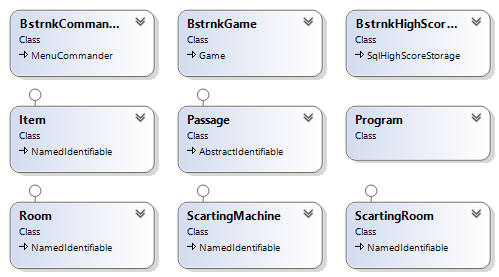 BstrnkComman...
Class
MenuCommander
BstrnkGame
Class
Game
BstrnkHighScor...
Class
SqlHighScoreStorage
Item
Class
NamedIdentifiable
Passage
Class
AbstractIdentifiable
Program
Class
Room
Class
NamedIdentifiable
ScartingMachine
Class
NamedIdentifiable
ScartingRoom
Class
NamedIdentifiable